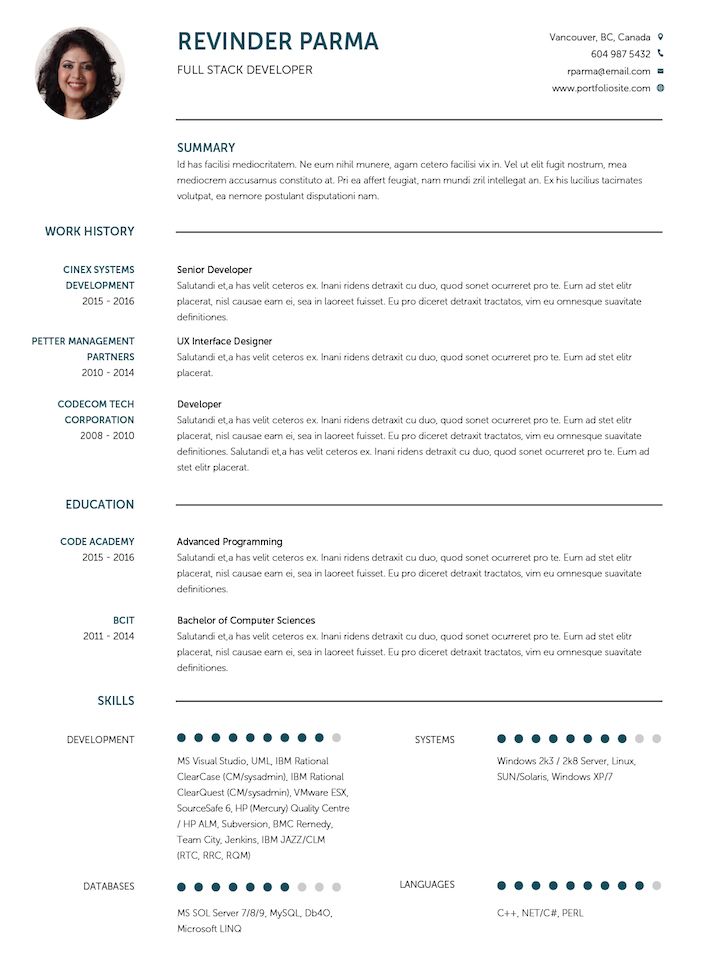 REVINDER PARMA
FULL STACK DEVELOPER
Vancouver, BC, Canada
604 987 5432
rparma@email.com
www.portfoliosite.com
SUMMARY
Id has facilisi mediocritatem. Ne eum nihil munere, agam cetero facilisi vix in. Vel ut elit fugit nostrum, mea
mediocrem accusamus constituto at. Pri ea affert feugiat, nam mundi zril intellegat an. Ex his lucilius tacimates
volutpat, ea nemore postulant disputationi nam.
WORK HISTORY
CINEX SYSTEMS
DEVELOPMENT
2015 - 2016
Senior Developer
Salutandi et,a has velit ceteros ex. Inani ridens detraxit cu duo, quod sonet ocurreret pro te. Eum ad stet elitr
placerat, nisl causae eam ei, sea in laoreet fuisset. Eu pro diceret detraxit tractatos, vim eu omnesque suavitate
definitiones.
PETTER MANAGEMENT
PARTNERS
2010 - 2014
UX Interface Designer
Salutandi et,a has velit ceteros ex. Inani ridens detraxit cu duo, quod sonet ocurreret pro te. Eum ad stet elitr
placerat.
CODECOM TECH
CORPORATION
2008 - 2010
Developer
Salutandi et,a has velit ceteros ex. Inani ridens detraxit cu duo, quod sonet ocurreret pro te. Eum ad stet elitr
placerat, nisl causae eam ei, sea in laoreet fuisset. Eu pro diceret detraxit tractatos, vim eu omnesque suavitate
definitiones. Salutandi et,a has velit ceteros ex. Inani ridens detraxit cu duo, quod sonet ocurreret pro te. Eum ad
stet elitr placerat.
EDUCATION
CODE ACADEMY
2015 - 2016
Advanced Programming
Salutandi et,a has velit ceteros ex. Inani ridens detraxit cu duo, quod sonet ocurreret pro te. Eum ad stet elitr
placerat, nisl causae eam ei, sea in laoreet fuisset. Eu pro diceret detraxit tractatos, vim eu omnesque suavitate
definitiones.
BCIT
2011 - 2014
Bachelor of Computer Sciences
Salutandi et,a has velit ceteros ex. Inani ridens detraxit cu duo, quod sonet ocurreret pro te. Eum ad stet elitr
placerat, nisl causae eam ei, sea in laoreet fuisset. Eu pro diceret detraxit tractatos, vim eu omnesque suavitate
definitiones.
SKILLS
DEVELOPMENT
MS Visual Studio, UML, IBM Rational
ClearCase (CM/sysadmin), IBM Rational
ClearQuest (CM/sysadmin), VMware ESX,
SourceSafe 6, HP (Mercury) Quality Centre
/ HP ALM, Subversion, BMC Remedy,
Team City, Jenkins, IBM JAZZ/CLM
(RTC, RRC, RQM)
SYSTEMS
Windows 2k3 / 2k8 Server, Linux,
SUN/Solaris, Windows XP/7
DATABASES
MS SOL Server 7/8/9, MySQL, Db4O,
Microsoft LINQ
LANGUAGES
C++, NET/C#, PERL